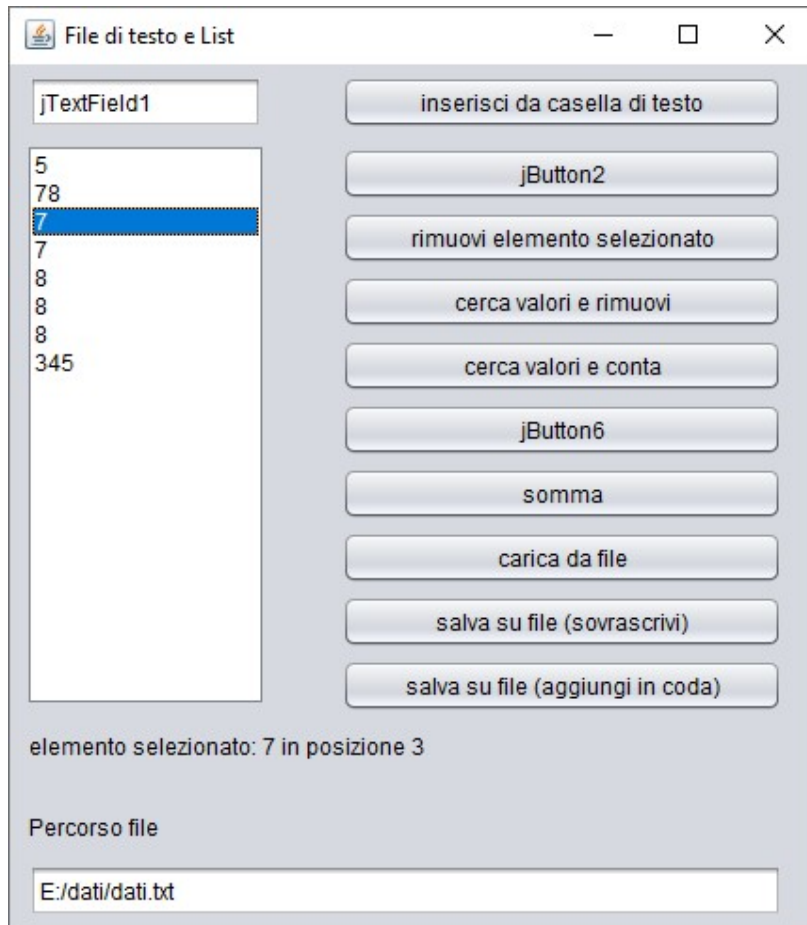 File di testo e List
jTextField1
inserisci da casella di testo
5
78
7
7
8
8
8
345
jButton2
rimuovi elemento selezionato
cerca valori e rimuovi
cerca valori e conta
jButton6
somma
carica da file
salva su file (sovrascrivi)
salva su file (aggiungi in coda)
elemento selezionato: 7 in posizione 3
Percorso file
E:/dati/dati.txt